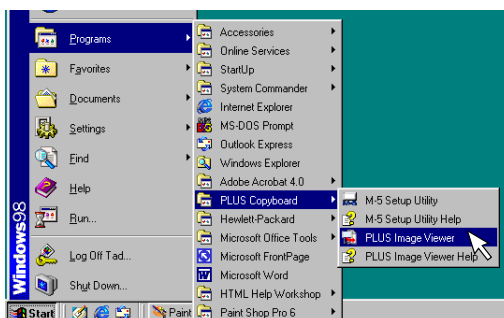 Programs
Favorites
Documents
Settings
Find
Help
Run...
Log Off Tad...
Shut Down...
Windows98
Start
Paint
Accessories
Online Services
StartUp
System Commander
Internet Explorer
MS-DOS Prompt
Outlook Express
Windows Explorer
Adobe Acrobat 4.0
PLUS Copyboard
Hewlett-Packard
Microsoft Office Tools
Microsoft FrontPage
Microsoft Word
HTML Help Workshop
Paint Shop Pro 6
M-5 Setup Utility
M-5 Setup Utility Help
PLUS Image Viewer
PLUS Image Viewer Help